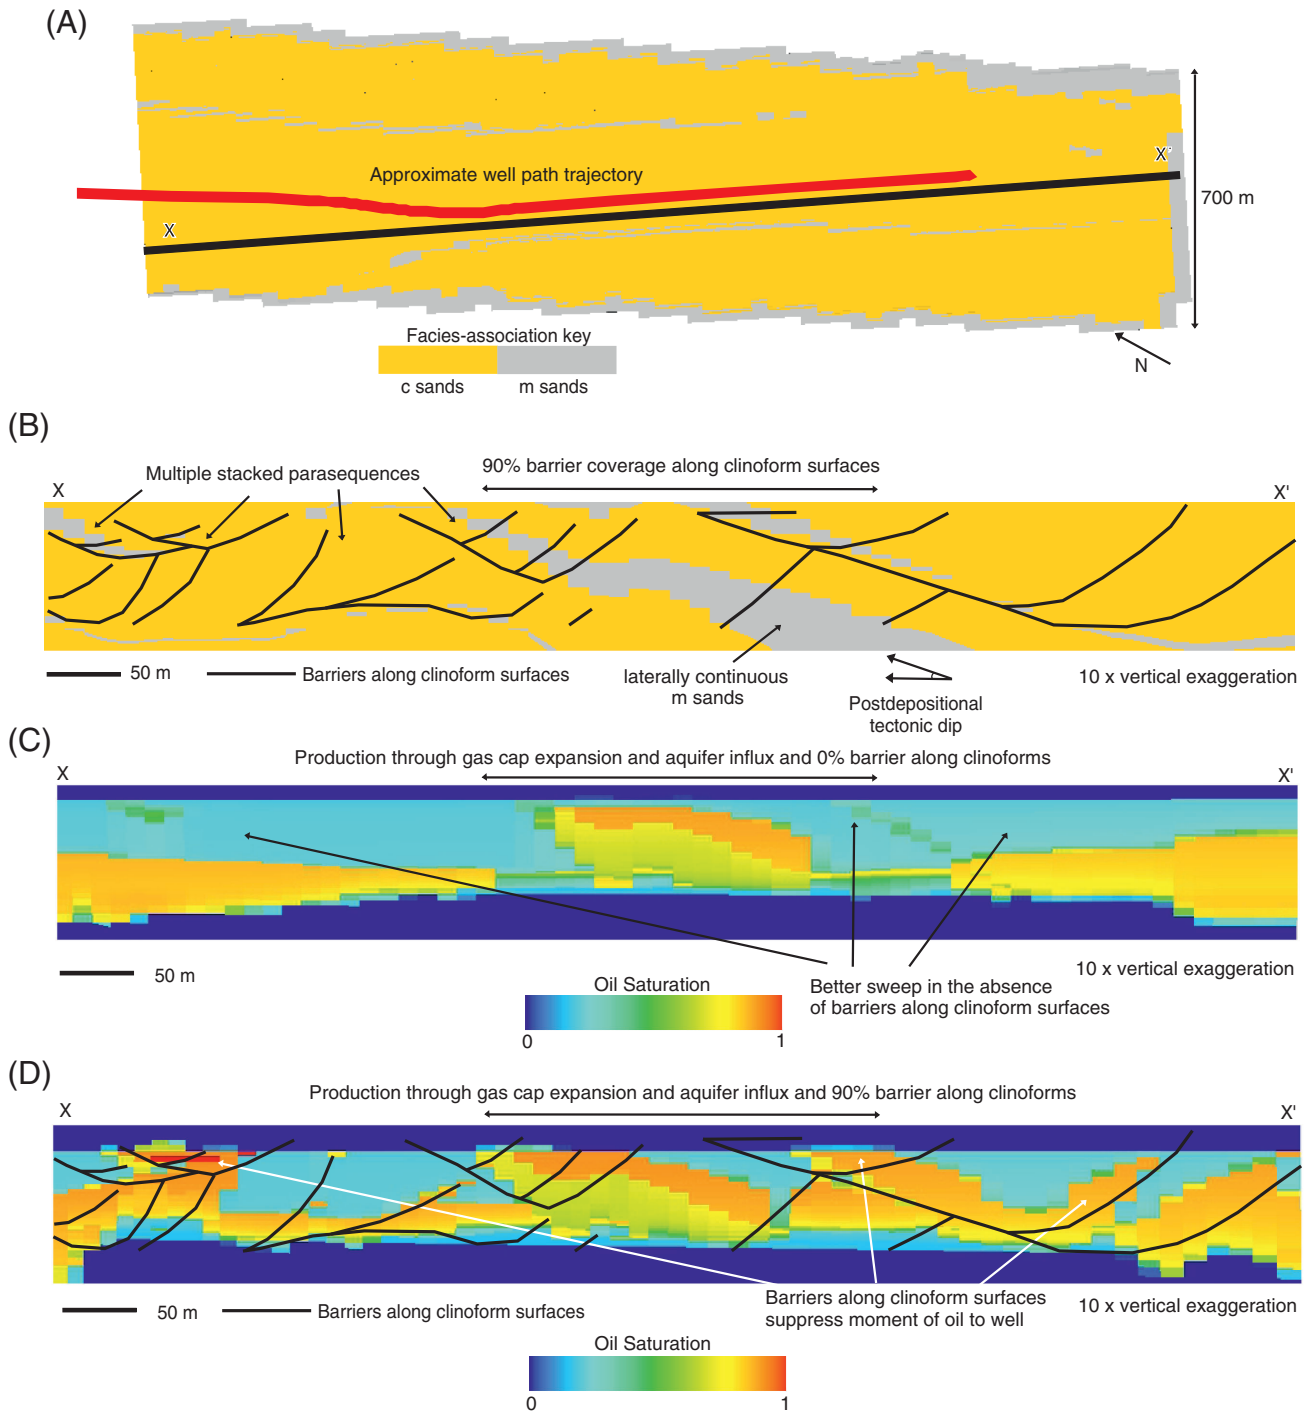 (A)
Approximate well path trajectory
X'
X
700 m
Facies-association key
c sands
m sands
N
(B)
Multiple stacked parasequences
90% barrier coverage along clinoform surfaces
X
X'
50 m
Barriers along clinoform surfaces
laterally continuous
m sands
10 x vertical exaggeration
Postdepositional
tectonic dip
(C)
Production through gas cap expansion and aquifer influx and 0% barrier along clinoforms
X
X'
50 m
10 x vertical exaggeration
Oil Saturation
0
1
Better sweep in the absence
of barriers along clinoform surfaces
(D)
Production through gas cap expansion and aquifer influx and 90% barrier along clinoforms
X
X'
50 m
Barriers along clinoform surfaces
Barriers along clinoform surfaces
suppress moment of oil to well
10 x vertical exaggeration
Oil Saturation
0
1